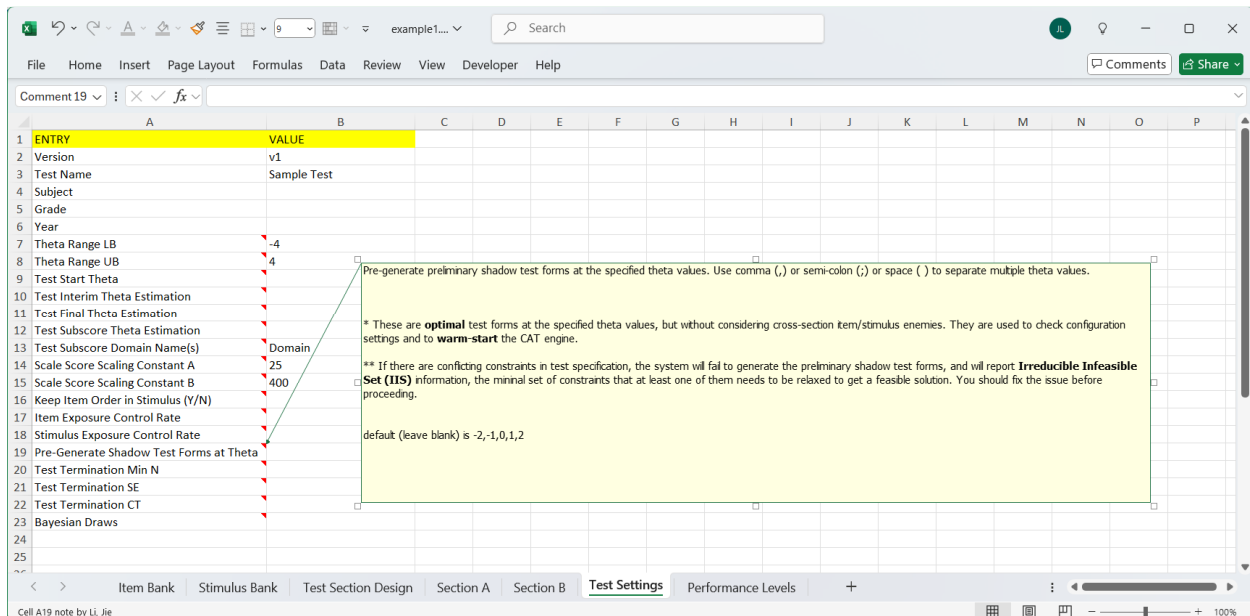 9
example1....
Search
JL
File Home Insert Page Layout Formulas Data Review View Developer Help
Comments Share
Comment 19 fx
A B C D E F G H I J K L M N O P
1 ENTRY VALUE
2 Version v1
3 Test Name Sample Test
4 Subject
5 Grade
6 Year
7 Theta Range LB -4
8 Theta Range UB 4
9 Test Start Theta
10 Test Interim Theta Estimation
11 Test Final Theta Estimation
12 Test Subscore Theta Estimation
13 Test Subscore Domain Name(s) Domain
14 Scale Score Scaling Constant A 25
15 Scale Score Scaling Constant B 400
16 Keep Item Order in Stimulus (Y/N)
17 Item Exposure Control Rate
18 Stimulus Exposure Control Rate
19 Pre-Generate Shadow Test Forms at Theta
20 Test Termination Min N
21 Test Termination SE
22 Test Termination CT
23 Bayesian Draws
24
25
Pre-generate preliminary shadow test forms at the specified theta values. Use comma (,) or semi-colon (;) or space ( ) to separate multiple theta values.
* These are optimal test forms at the specified theta values, but without considering cross-section item/stimulus enemies. They are used to check configuration
settings and to warm-start the CAT engine.
** If there are conflicting constraints in test specification, the system will fail to generate the preliminary shadow test forms, and will report Irreducible Infeasible
Set (IIS) information, the mininal set of constraints that at least one of them needs to be relaxed to get a feasible solution. You should fix the issue before
proceeding.
default (leave blank) is -2,-1,0,1,2
Item Bank Stimulus Bank Test Section Design Section A Section B Test Settings Performance Levels
Cell A19 note by Li, Jie 100%